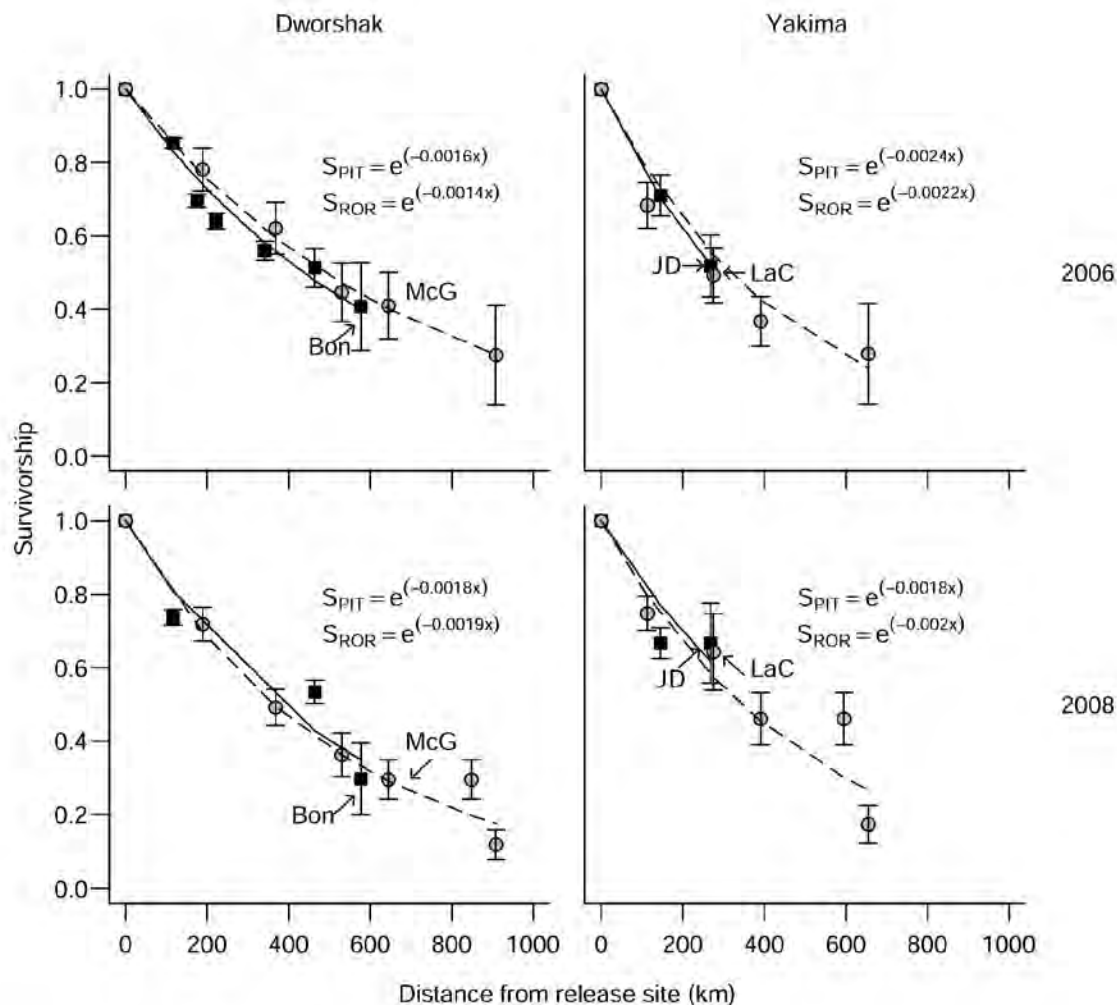 Dworshak
Yakima
1.0
0.8
0.6
0.4
0.2
0.0
S_PIT = e^(−0.0016x)
S_ROR = e^(−0.0014x)
McG
Bon
S_PIT = e^(−0.0024x)
S_ROR = e^(−0.0022x)
JD
LaC
2006
Survivorship
1.0
0.8
0.6
0.4
0.2
0.0
S_PIT = e^(−0.0018x)
S_ROR = e^(−0.0019x)
McG
Bon
S_PIT = e^(−0.0018x)
S_ROR = e^(−0.002x)
JD
LaC
2008
0 200 400 600 800 1000
0 200 400 600 800 1000
Distance from release site (km)